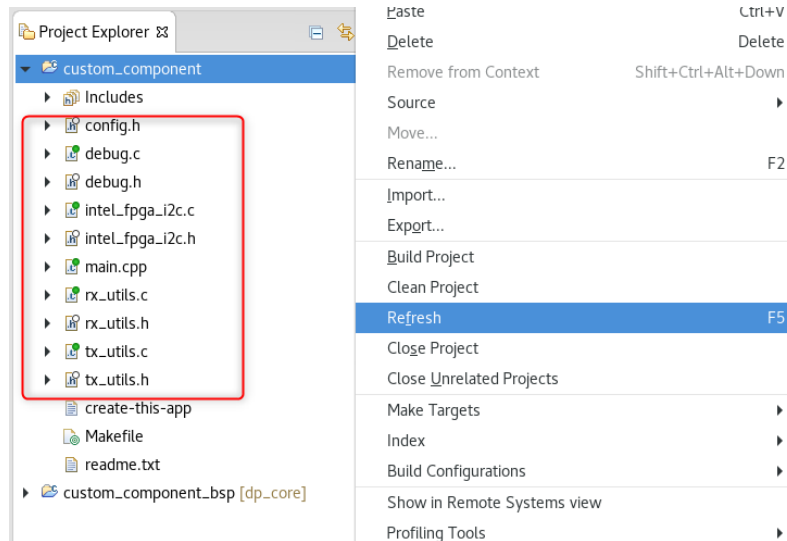 Project Explorer
custom_component
Includes
config.h
debug.c
debug.h
intel_fpga_i2c.c
intel_fpga_i2c.h
main.cpp
rx_utils.c
rx_utils.h
tx_utils.c
tx_utils.h
create-this-app
Makefile
readme.txt
custom_component_bsp [dp_core]
Paste Ctrl+V
Delete Delete
Remove from Context Shift+Ctrl+Alt+Down
Source
Move...
Rename... F2
Import...
Export...
Build Project
Clean Project
Refresh F5
Close Project
Close Unrelated Projects
Make Targets
Index
Build Configurations
Show in Remote Systems view
Profiling Tools